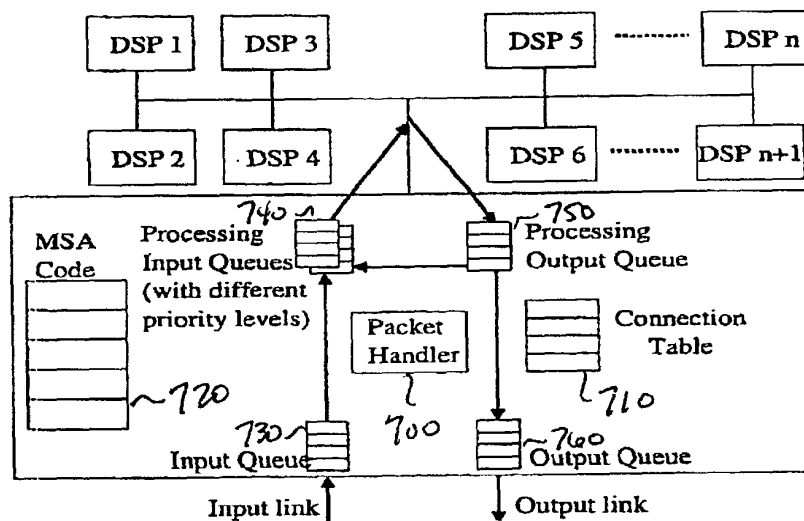 DSP 1
DSP 3
DSP 5
DSP n
DSP 2
DSP 4
DSP 6
DSP n+1
740
750
MSA
Code
Processing
Input Queues
(with different
priority levels)
Processing
Output Queue
Packet
Handler
Connection
Table
720
700
710
730
760
Input Queue
Output Queue
Input link
Output link